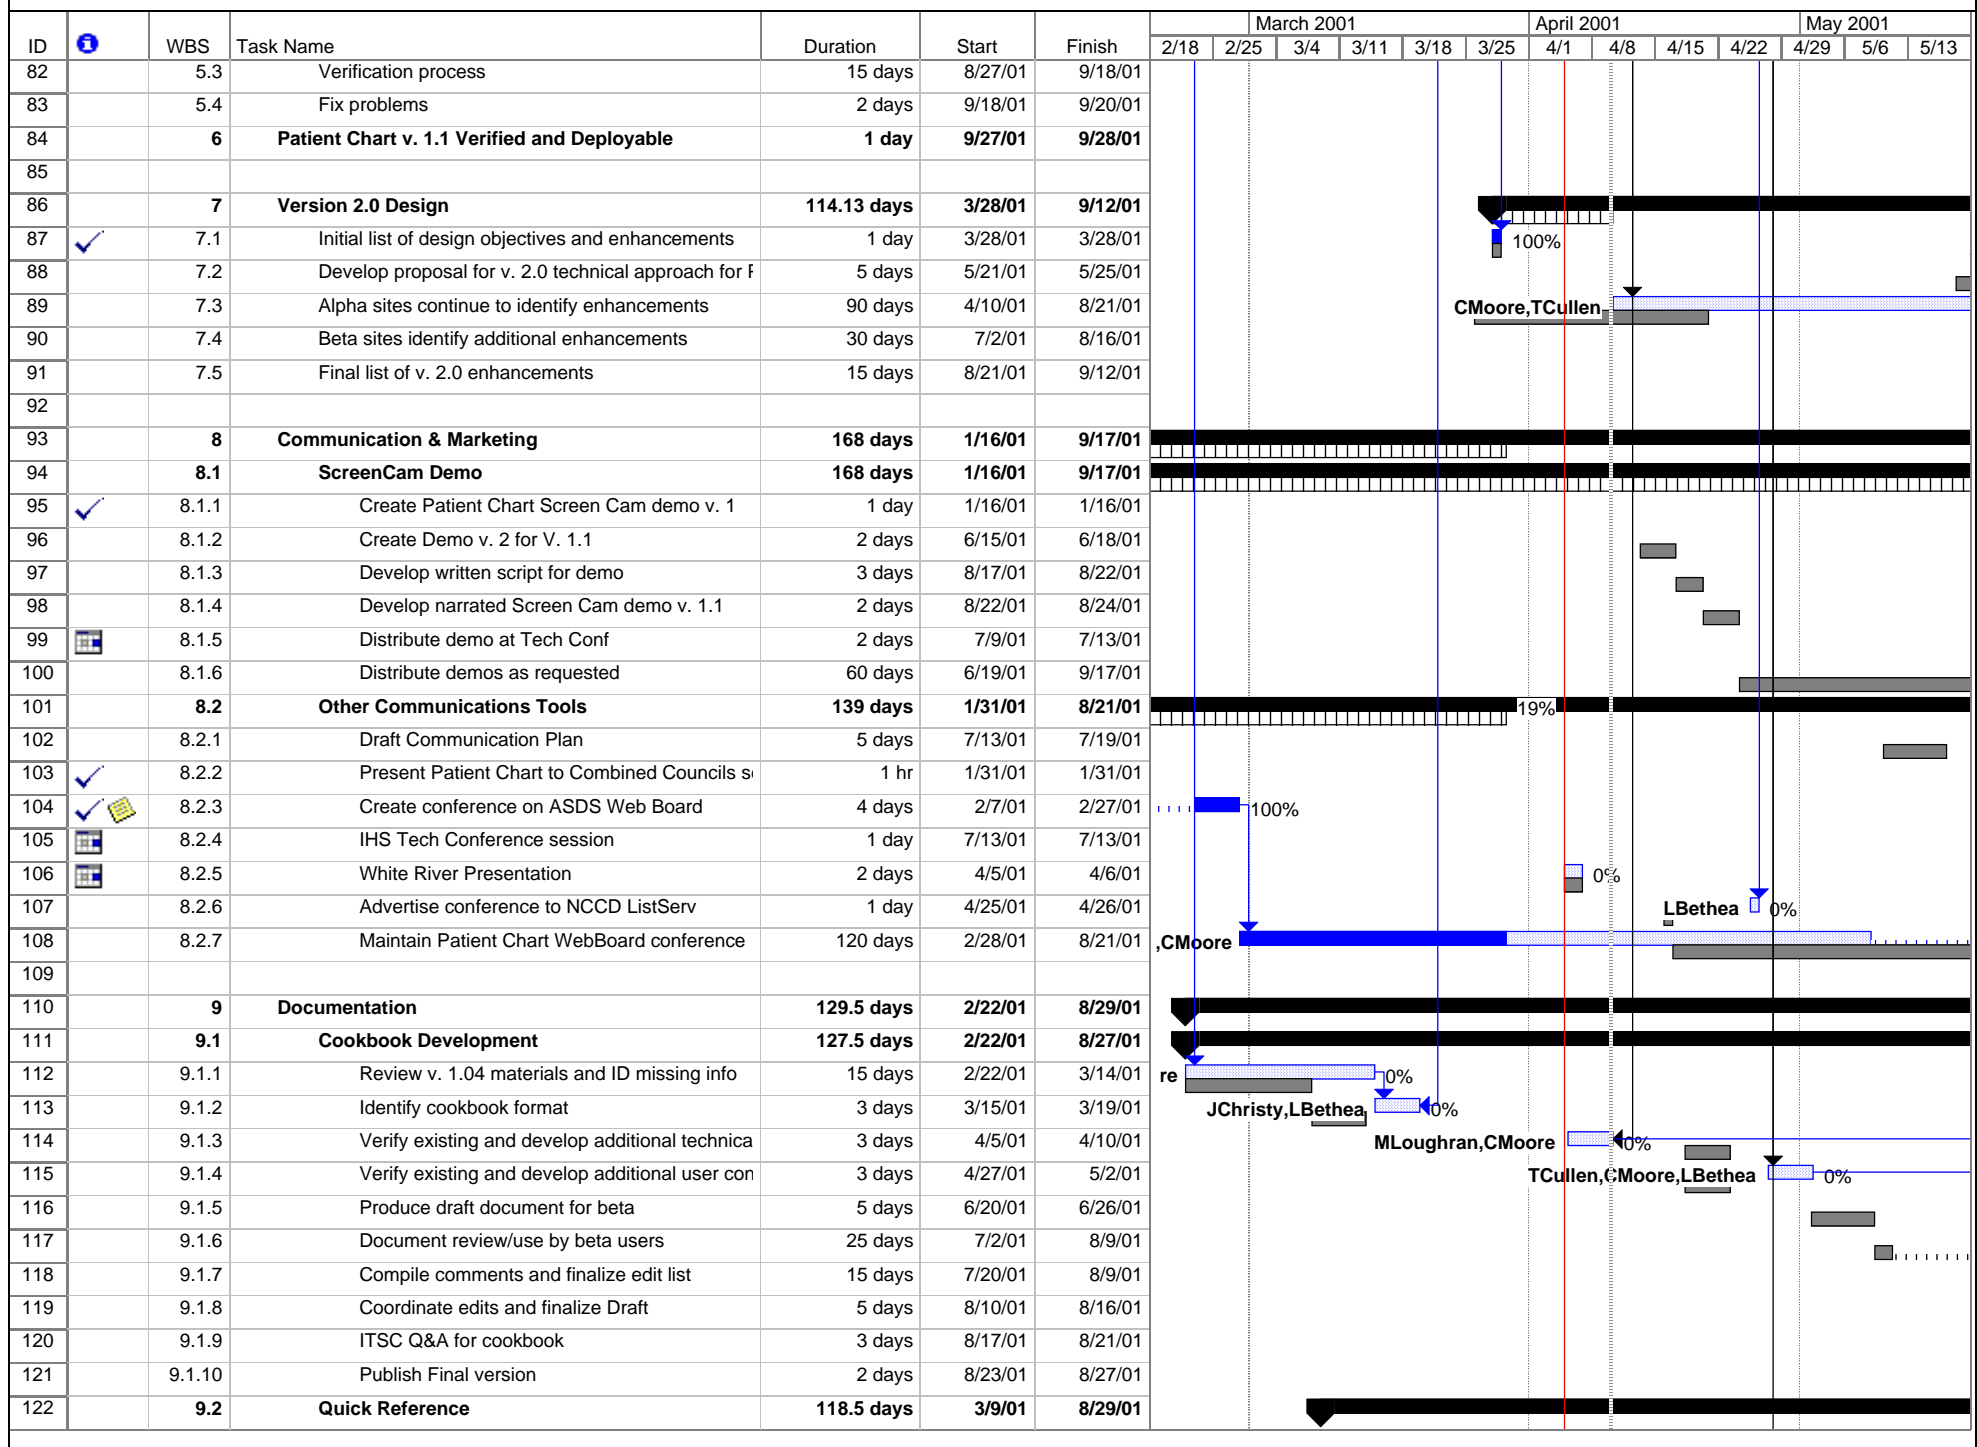 March 2001 April 2001 May 2001
ID WBS Task Name Duration Start Finish 2/18 2/25 3/4 3/11 3/18 3/25 4/1 4/8 4/15 4/22 4/29 5/6 5/13
82 5.3 Verification process 15 days 8/27/01 9/18/01
83 5.4 Fix problems 2 days 9/18/01 9/20/01
84 6 Patient Chart v. 1.1 Verified and Deployable 1 day 9/27/01 9/28/01
85
86 7 Version 2.0 Design 114.13 days 3/28/01 9/12/01
87 7.1 Initial list of design objectives and enhancements 1 day 3/28/01 3/28/01 100%
88 7.2 Develop proposal for v. 2.0 technical approach for 5 days 5/21/01 5/25/01
89 7.3 Alpha sites continue to identify enhancements 90 days 4/10/01 8/21/01 CMoore,TCullen
90 7.4 Beta sites identify additional enhancements 30 days 7/2/01 8/16/01
91 7.5 Final list of v. 2.0 enhancements 15 days 8/21/01 9/12/01
92
93 8 Communication & Marketing 168 days 1/16/01 9/17/01
94 8.1 ScreenCam Demo 168 days 1/16/01 9/17/01
95 8.1.1 Create Patient Chart Screen Cam demo v. 1 1 day 1/16/01 1/16/01
96 8.1.2 Create Demo v. 2 for V. 1.1 2 days 6/15/01 6/18/01
97 8.1.3 Develop written script for demo 3 days 8/17/01 8/22/01
98 8.1.4 Develop narrated Screen Cam demo v. 1.1 2 days 8/22/01 8/24/01
99 8.1.5 Distribute demo at Tech Conf 2 days 7/9/01 7/13/01
100 8.1.6 Distribute demos as requested 60 days 6/19/01 9/17/01
101 8.2 Other Communications Tools 139 days 1/31/01 8/21/01 19%
102 8.2.1 Draft Communication Plan 5 days 7/13/01 7/19/01
103 8.2.2 Present Patient Chart to Combined Councils 1 hr 1/31/01 1/31/01
104 8.2.3 Create conference on ASDS Web Board 4 days 2/7/01 2/27/01 100%
105 8.2.4 IHS Tech Conference session 1 day 7/13/01 7/13/01
106 8.2.5 White River Presentation 2 days 4/5/01 4/6/01 0%
107 8.2.6 Advertise conference to NCCD ListServ 1 day 4/25/01 4/26/01 LBethea 0%
108 8.2.7 Maintain Patient Chart WebBoard conference 120 days 2/28/01 8/21/01 ,CMoore
109
110 9 Documentation 129.5 days 2/22/01 8/29/01
111 9.1 Cookbook Development 127.5 days 2/22/01 8/27/01
112 9.1.1 Review v. 1.04 materials and ID missing info 15 days 2/22/01 3/14/01 re 0%
113 9.1.2 Identify cookbook format 3 days 3/15/01 3/19/01 JChristy,LBethea 0%
114 9.1.3 Verify existing and develop additional technica 3 days 4/5/01 4/10/01 MLoughran,CMoore 0%
115 9.1.4 Verify existing and develop additional user con 3 days 4/27/01 5/2/01 TCullen,CMoore,LBethea 0%
116 9.1.5 Produce draft document for beta 5 days 6/20/01 6/26/01
117 9.1.6 Document review/use by beta users 25 days 7/2/01 8/9/01
118 9.1.7 Compile comments and finalize edit list 15 days 7/20/01 8/9/01
119 9.1.8 Coordinate edits and finalize Draft 5 days 8/10/01 8/16/01
120 9.1.9 ITSC Q&A for cookbook 3 days 8/17/01 8/21/01
121 9.1.10 Publish Final version 2 days 8/23/01 8/27/01
122 9.2 Quick Reference 118.5 days 3/9/01 8/29/01